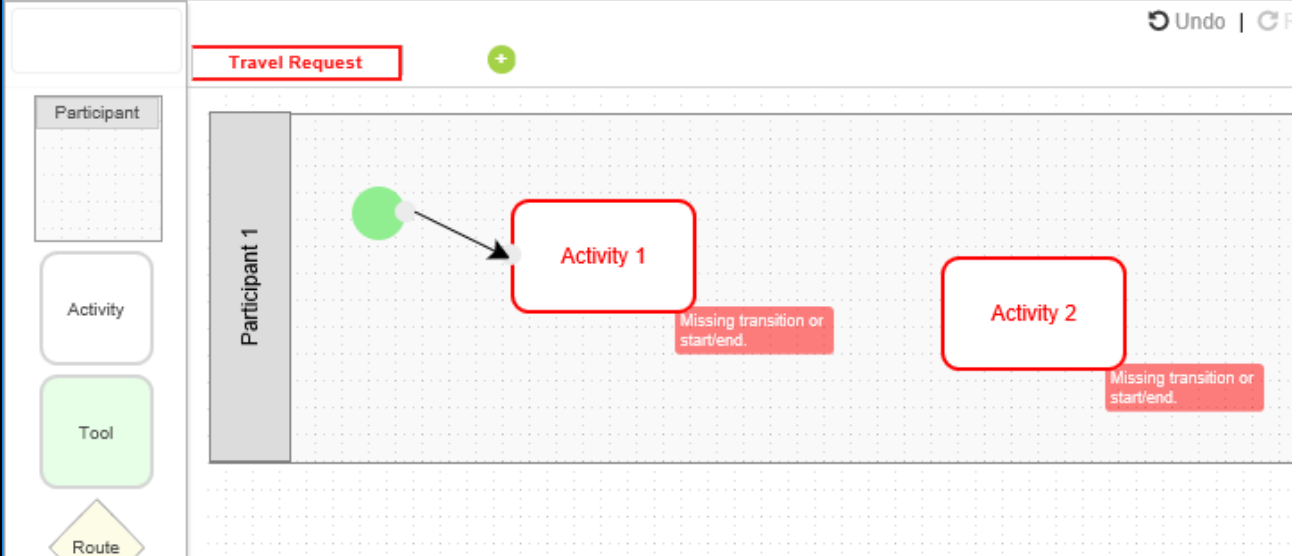 Undo |
Travel Request
+
Participant
Participant 1
Activity 1
Missing transition or
start/end.
Activity 2
Missing transition or
start/end.
Activity
Tool
Route